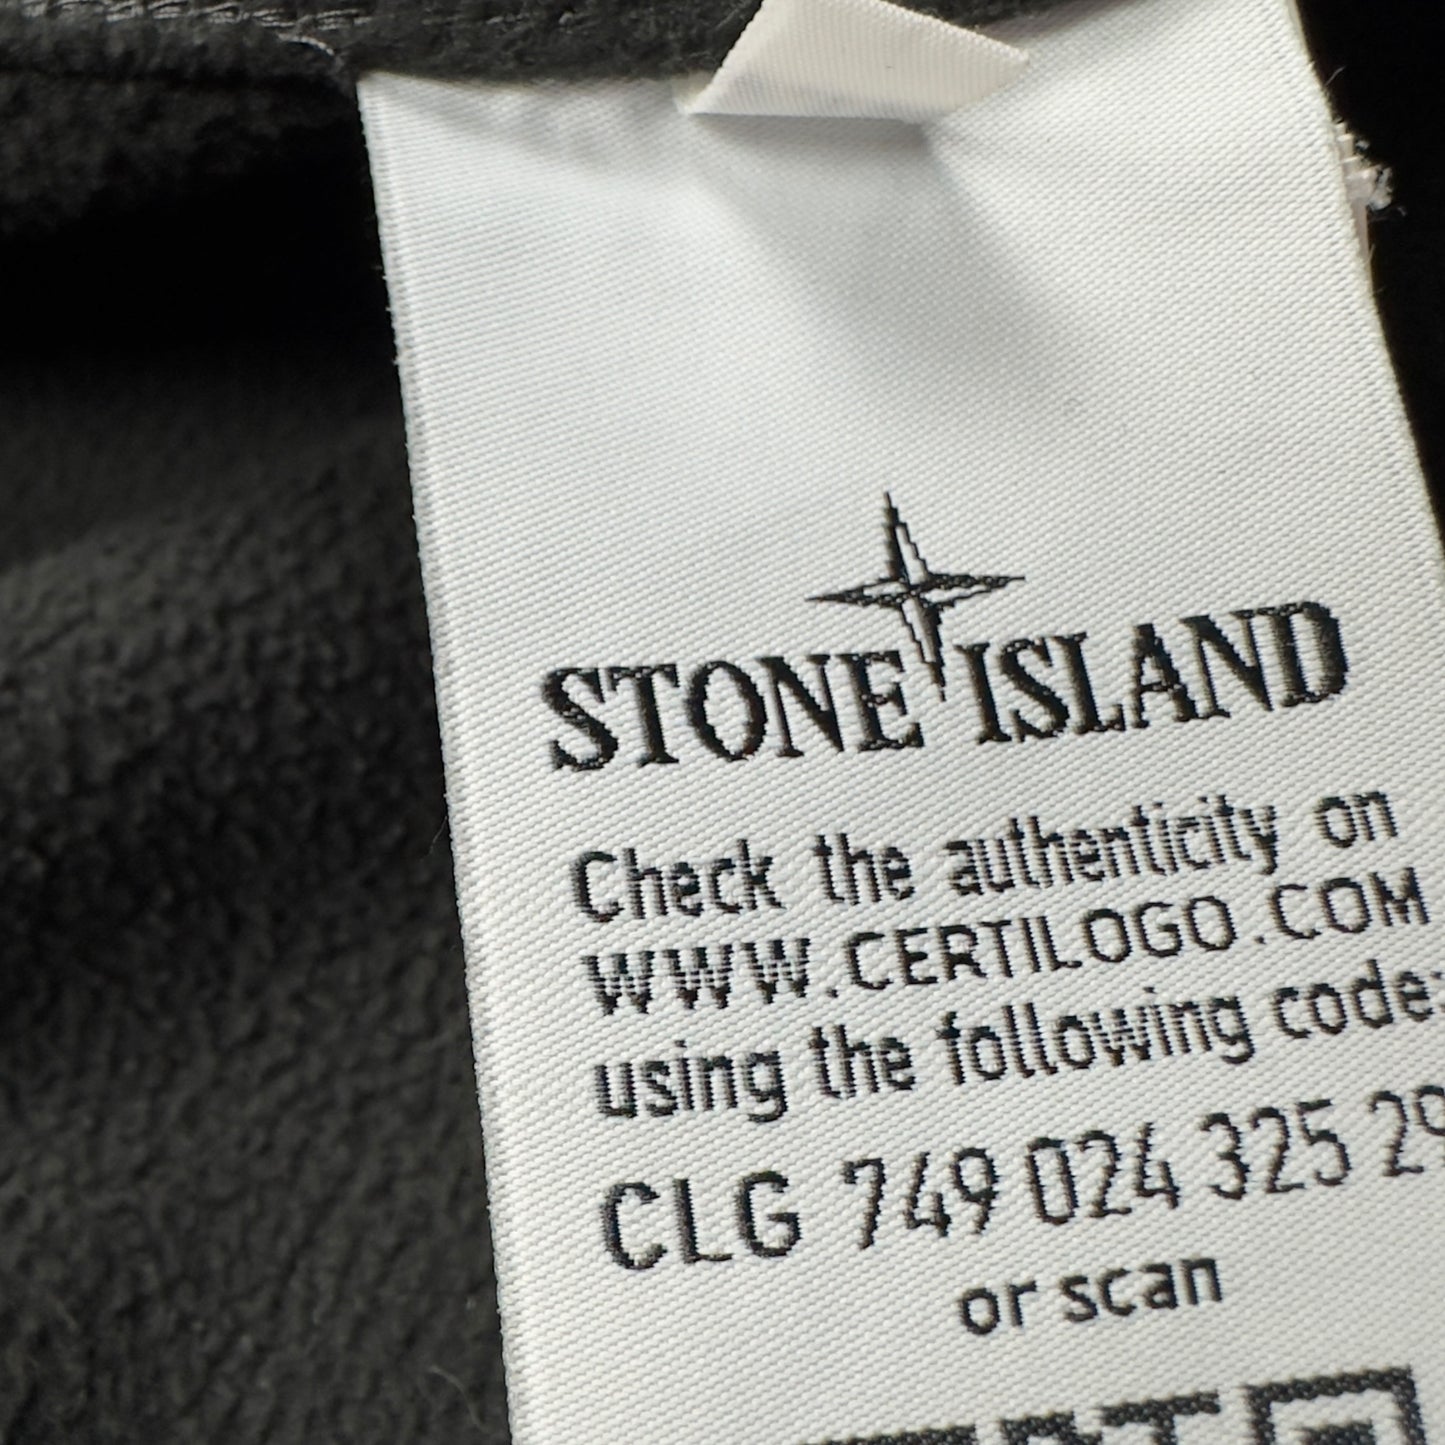 STONE ISLAND
Check the authenticity on
WWW.CERTILOGO.COM
using the following code:
CLG 749 024 325 29
or scan